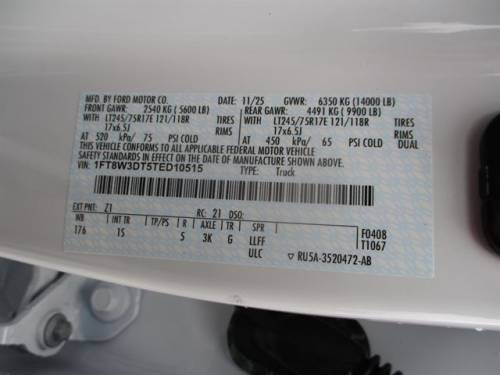 MFD. BY FORD MOTOR CO. DATE: 11/25 GVWR: 6350 KG (14000 LB)
FRONT GAWR: 2540 KG (5600 LB) REAR GAWR: 4491 KG (9900 LB)
WITH LT245/75R17E 121/118R TIRES WITH LT245/75R17E 121/118R TIRES
17x6.5J RIMS 17x6.5J RIMS
AT 520 kPa/ 75 PSI COLD AT 450 kPa/ 65 PSI COLD DUAL
THIS VEHICLE CONFORMS TO ALL APPLICABLE FEDERAL MOTOR VEHICLE
SAFETY STANDARDS IN EFFECT ON THE DATE OF MANUFACTURE SHOWN ABOVE.
VIN: 1FT8W3DT5TED10515 TYPE: Truck
EXT PNT: Z1 RC: 21 DSO: F0408
WB INT TR TP/PS R AXLE TR SPR T1067
176 1S 5 3K G LLFF
ULC ▽ RU5A-3520472-AB